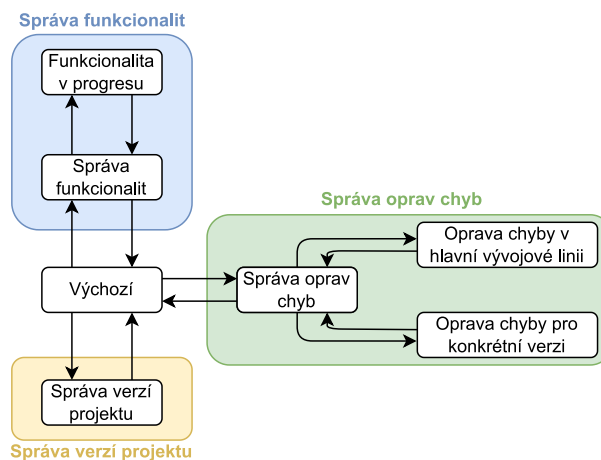 Správa funkcionalit
Funkcionalita
v progresu
Správa
funkcionalit
Správa oprav chyb
Oprava chyby v
hlavní vývojové linii
Výchozí
Správa oprav
chyb
Oprava chyby pro
konkrétní verzi
Správa verzí
projektu
Správa verzí projektu